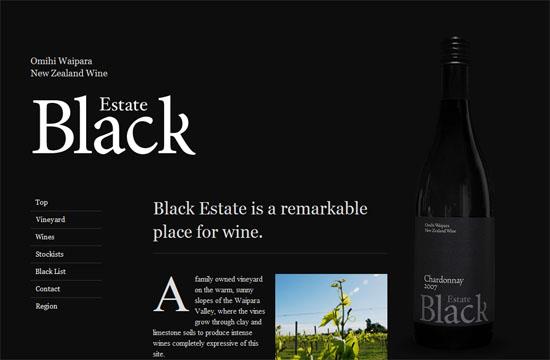 Omihi Waipara
New Zealand Wine
Estate
Black
Top
Vineyard
Wines
Stockists
Black List
Contact
Region
Black Estate is a remarkable
place for wine.
A family owned vineyard
on the warm, sunny
slopes of the Waipara
Valley, where the vines
grow through clay and
limestone soils to produce intense
wines completely expressive of this
site.
Omihi Waipara
New Zealand Wine
Chardonnay
2007
Estate
Black